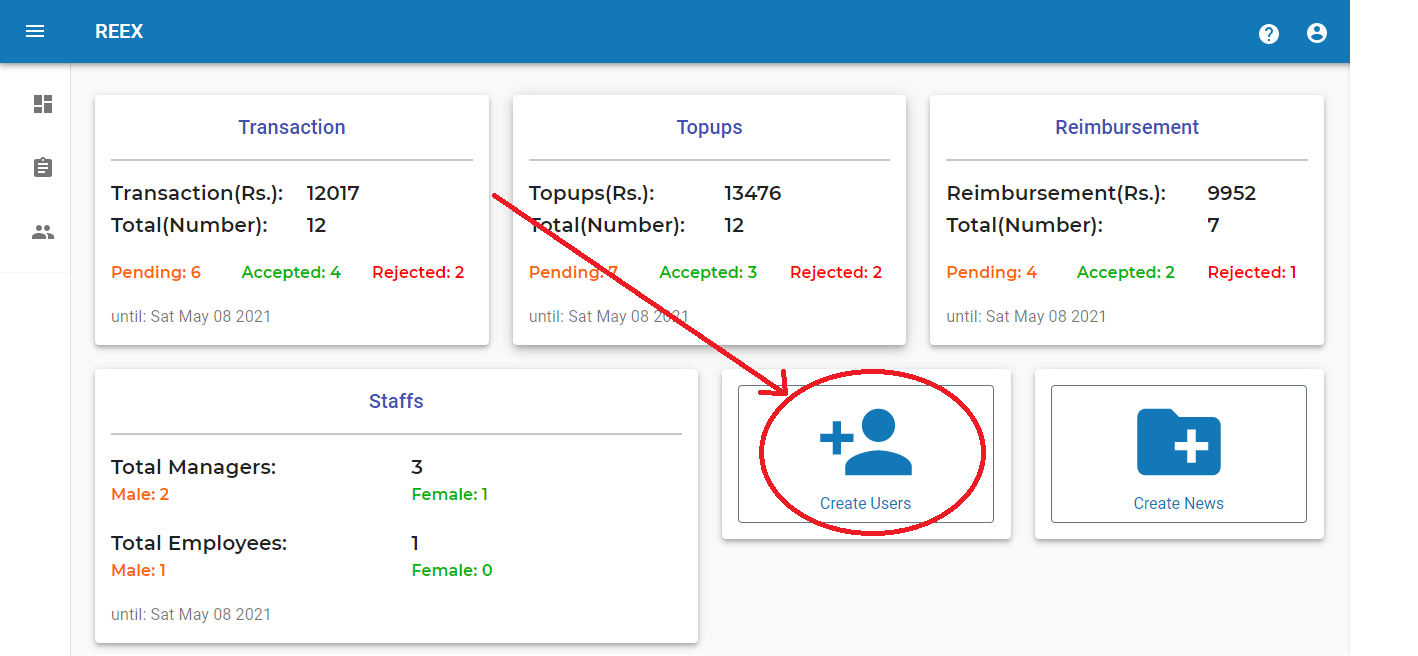 REEX
Transaction
Transaction(Rs.): 12017
Total(Number): 12
Pending: 6 Accepted: 4 Rejected: 2
until: Sat May 08 2021
Topups
Topups(Rs.): 13476
Total(Number): 12
Pending: 7 Accepted: 3 Rejected: 2
until: Sat May 08 2021
Reimbursement
Reimbursement(Rs.): 9952
Total(Number): 7
Pending: 4 Accepted: 2 Rejected: 1
until: Sat May 08 2021
Staffs
Total Managers: 3
Male: 2 Female: 1
Total Employees: 1
Male: 1 Female: 0
until: Sat May 08 2021
Create Users
Create News